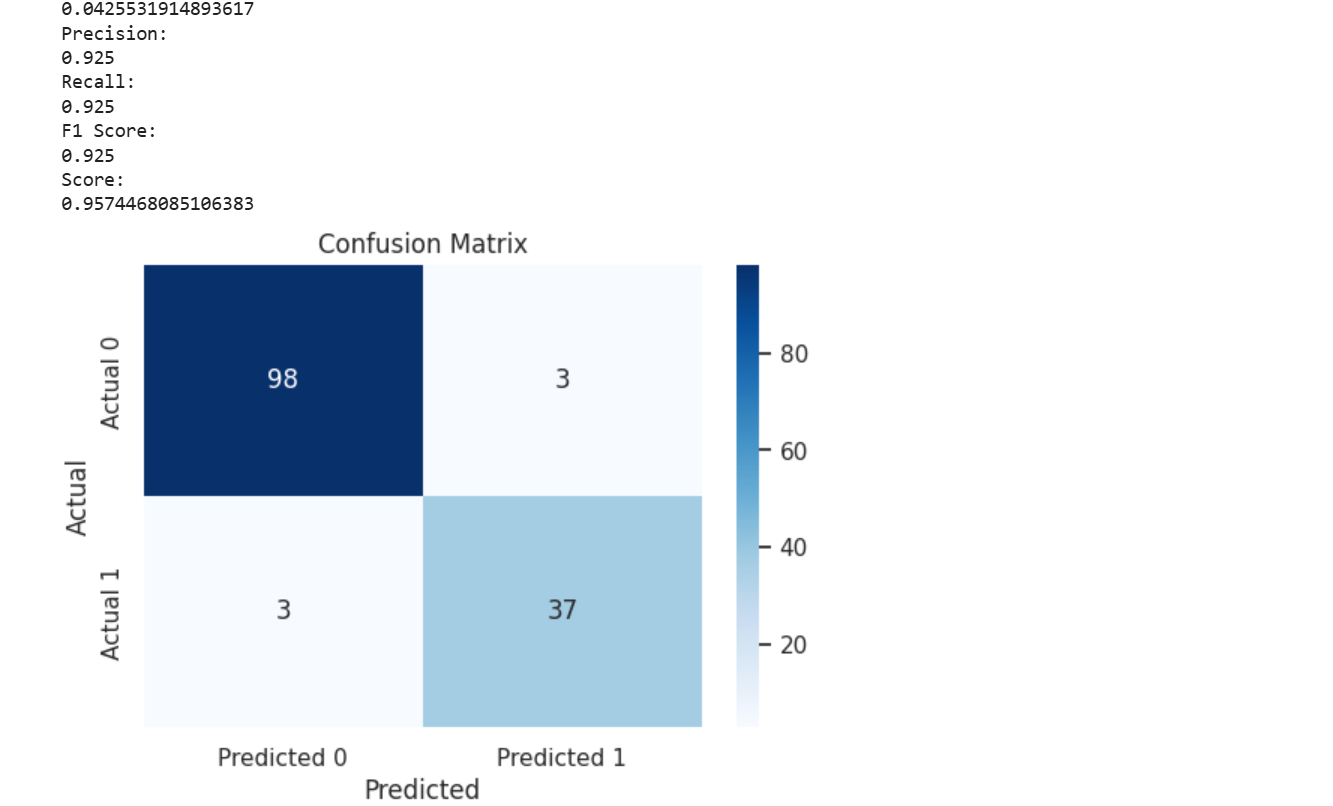 0.0425531914893617
Precision:
0.925
Recall:
0.925
F1 Score:
0.925
Score:
0.9574468085106383
Confusion Matrix
Actual
Actual 0
98
3
Actual 1
3
37
80
60
40
20
Predicted 0
Predicted 1
Predicted